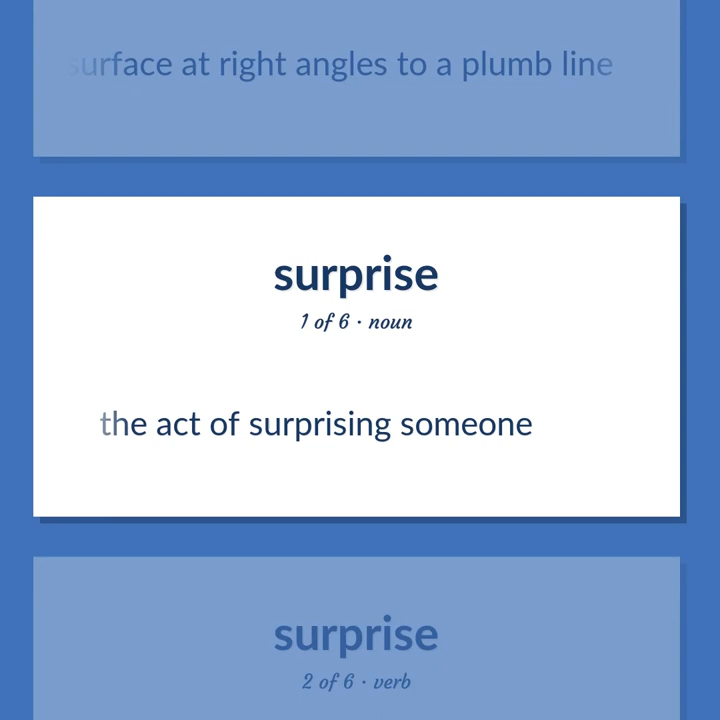 surface at right angles to a plumb line
surprise
1 of 6 · noun
the act of surprising someone
surprise
2 of 6 · verb